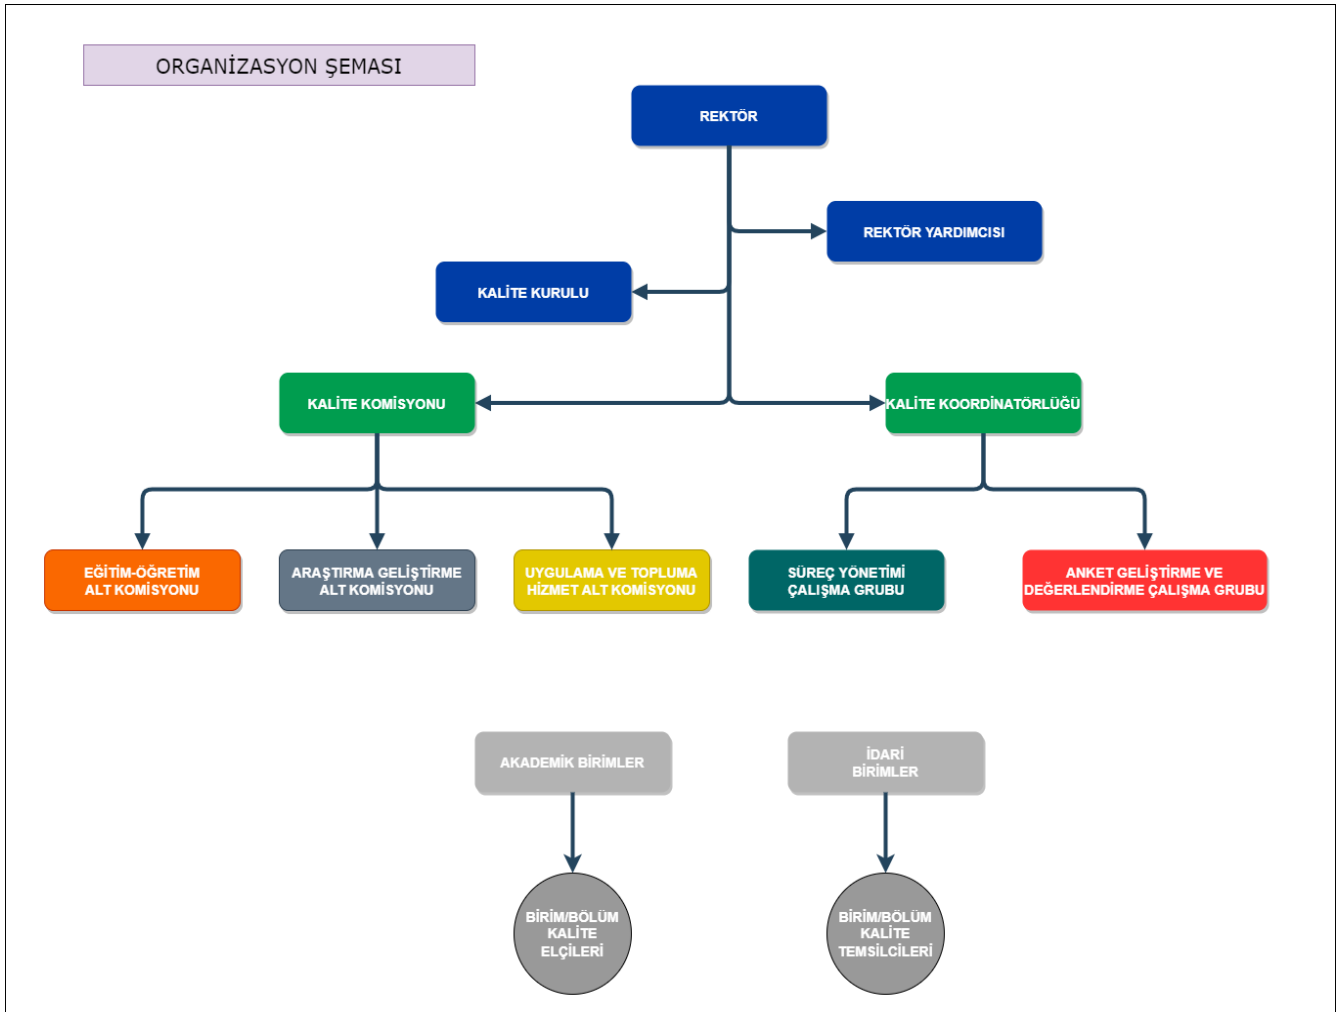 ORGANİZASYON ŞEMASI
REKTÖR
REKTÖR YARDIMCISI
KALİTE KURULU
KALİTE KOMİSYONU
KALİTE KOORDİNATÖRLÜĞÜ
EĞİTİM-ÖĞRETİM
ALT KOMİSYONU
ARAŞTIRMA GELİŞTİRME
ALT KOMİSYONU
UYGULAMA VE TOPLUMA
HİZMET ALT KOMİSYONU
SÜREÇ YÖNETİMİ
ÇALIŞMA GRUBU
ANKET GELİŞTİRME VE
DEĞERLENDİRME ÇALIŞMA GRUBU
AKADEMİK BİRİMLER
İDARİ
BİRİMLER
BİRİM/BÖLÜM
KALİTE
ELÇİLERİ
BİRİM/BÖLÜM
KALİTE
TEMSİLCİLERİ